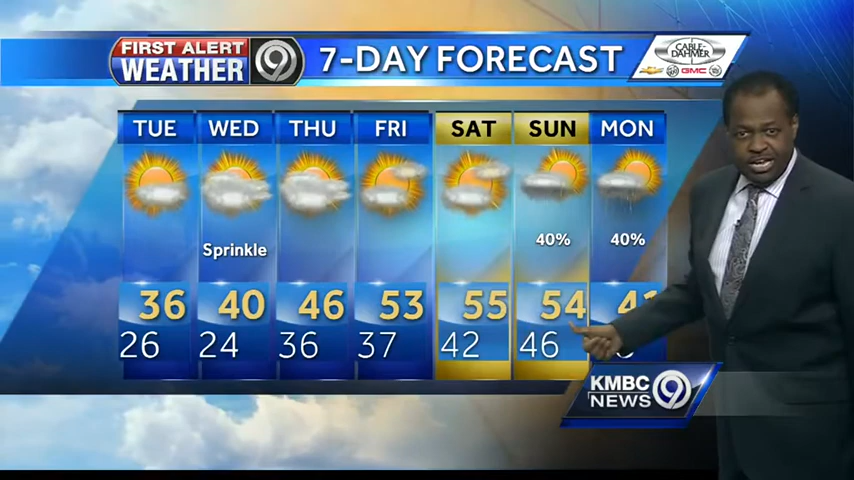 FIRST ALERT
WEATHER 9
7-DAY FORECAST
CABLE-
DAHMER
GMC
TUE WED THU FRI SAT SUN MON
Sprinkle 40% 40%
36 40 46 53 55 54
26 24 36 37 42 46
KMBC 9
NEWS